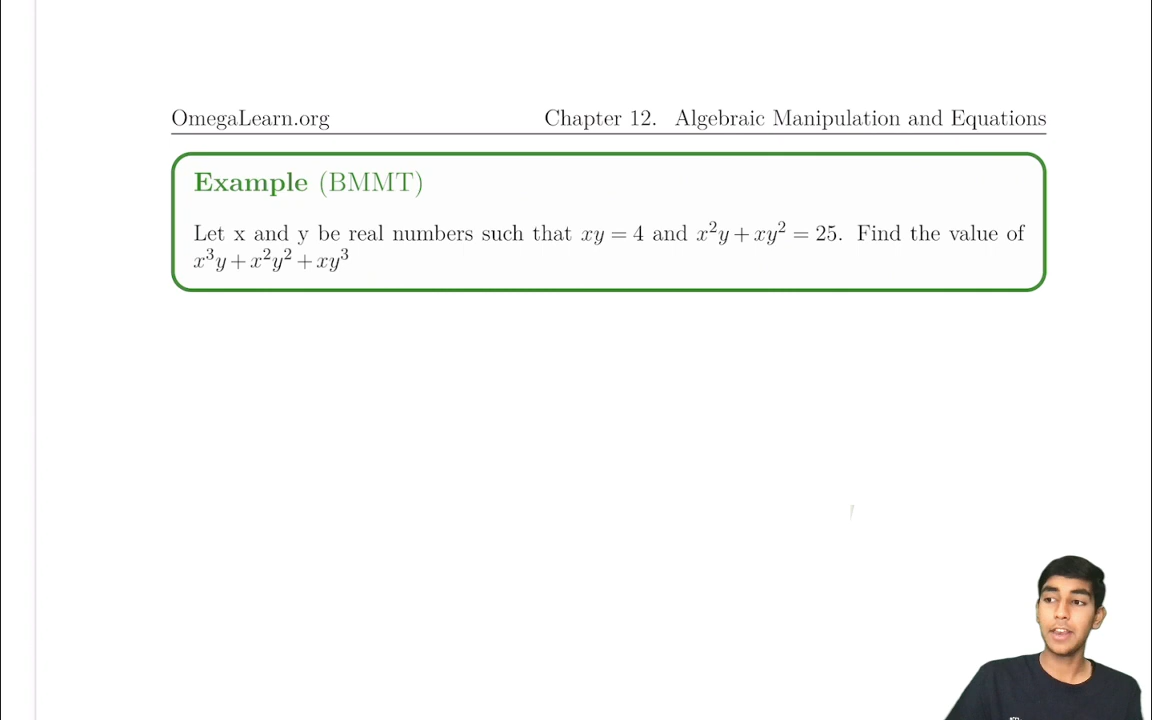 OmegaLearn.org Chapter 12. Algebraic Manipulation and Equations
Example (BMMT)
Let x and y be real numbers such that xy = 4 and x²y + xy² = 25. Find the value of
x³y + x²y² + xy³